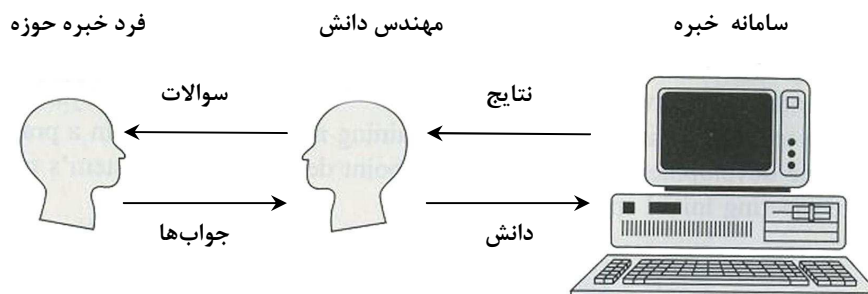 سامانه خبره
مهندس دانش
فرد خبره حوزه
نتایج
سوالات
دانش
جواب‌ها